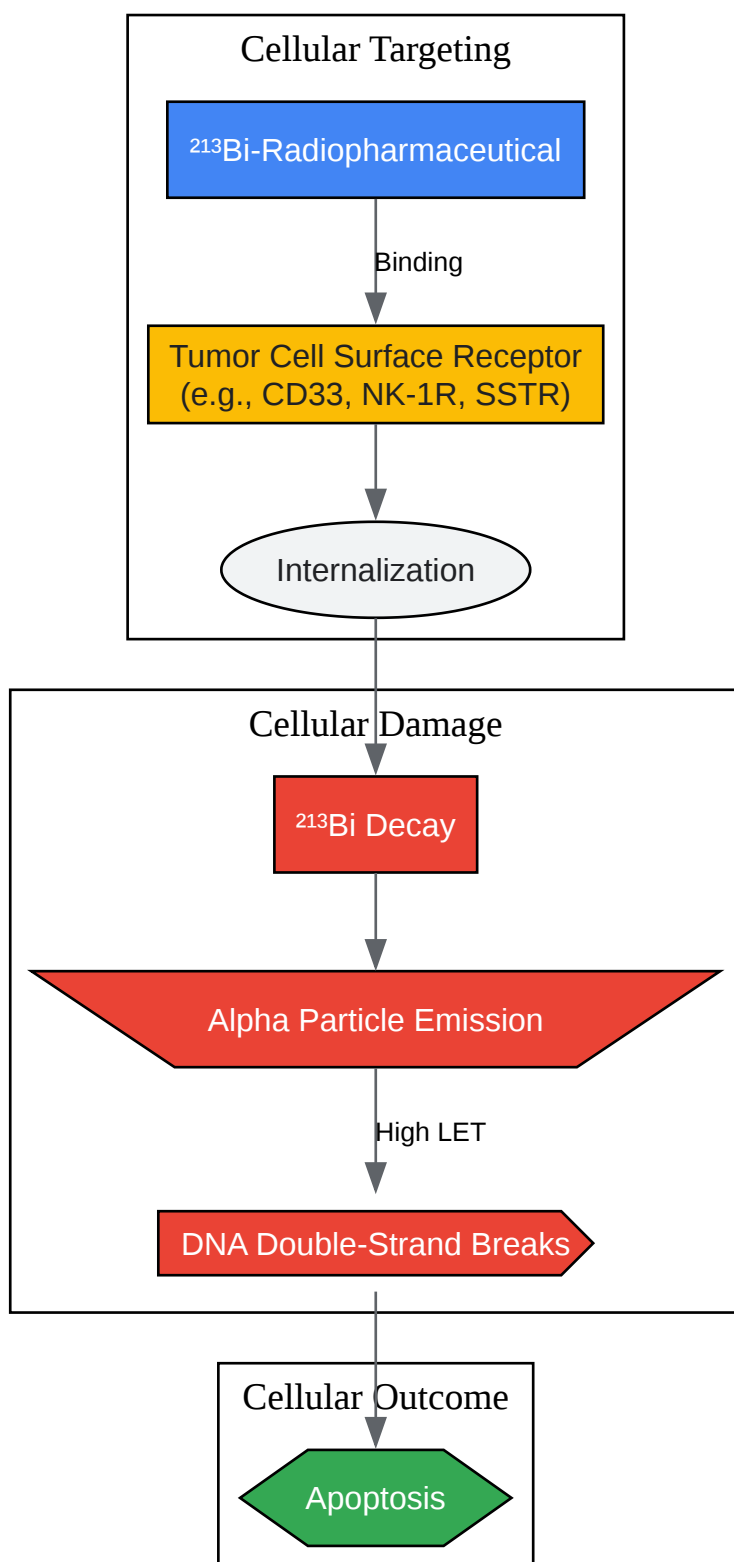 Cellular Targeting
²¹³Bi-Radiopharmaceutical
Binding
Tumor Cell Surface Receptor
(e.g., CD33, NK-1R, SSTR)
Internalization
Cellular Damage
²¹³Bi Decay
Alpha Particle Emission
High LET
DNA Double-Strand Breaks
Cellular Outcome
Apoptosis